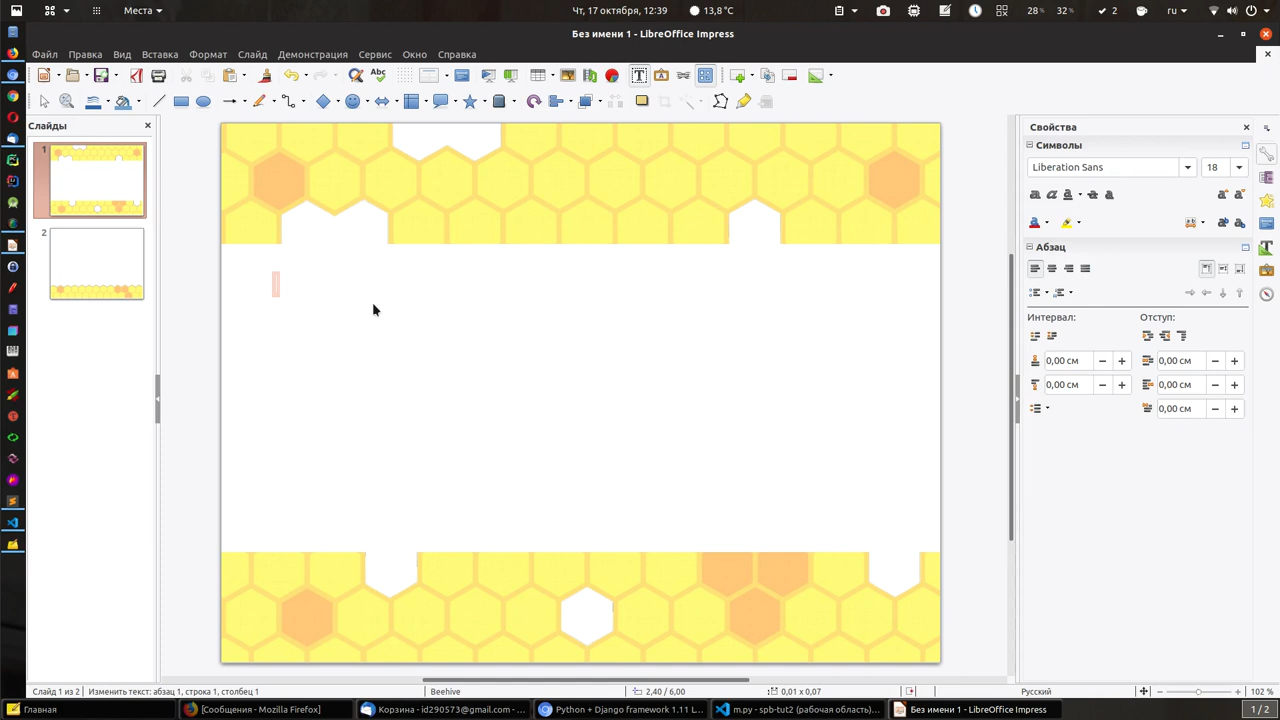 Места
Чт, 17 октября, 12:39
13,8°C
28 %
32 %
2
ru
Без имени 1 - LibreOffice Impress
Файл Правка Вид Вставка Формат Слайд Демонстрация Сервис Окно Справка
Слайды
1
2
Свойства
Символы
Liberation Sans
18
Абзац
Интервал:
Отступ:
0,00 см
0,00 см
0,00 см
0,00 см
0,00 см
Слайд 1 из 2
Изменить текст: абзац 1, строка 1, столбец 1
Beehive
2,40 / 6,00
0,01 x 0,07
Русский
102 %
Главная
[Сообщения - Mozilla Firefox]
Корзина - id290573@gmail.com - ...
Python + Django framework 1.11 L...
m.py - spb-tut2 (рабочая область)...
Без имени 1 - LibreOffice Impress
1 / 2